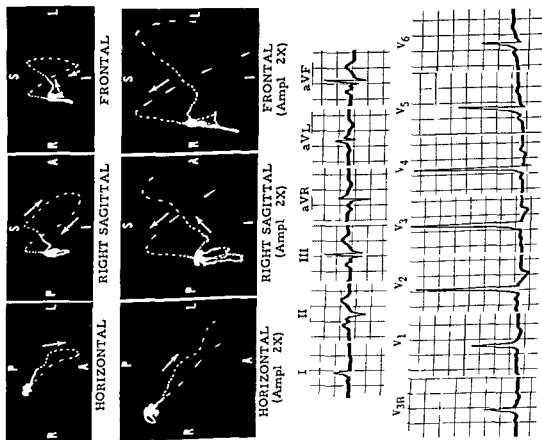 P S S
R L P A R L
A I I
HORIZONTAL RIGHT SAGITTAL FRONTAL
P S S
R L P A R L
A I I
HORIZONTAL RIGHT SAGITTAL FRONTAL
(Ampl 2X) (Ampl 2X) (Ampl 2X)
I II III aVR aVL aVF
V3R V1 V2 V3 V4 V5 V6